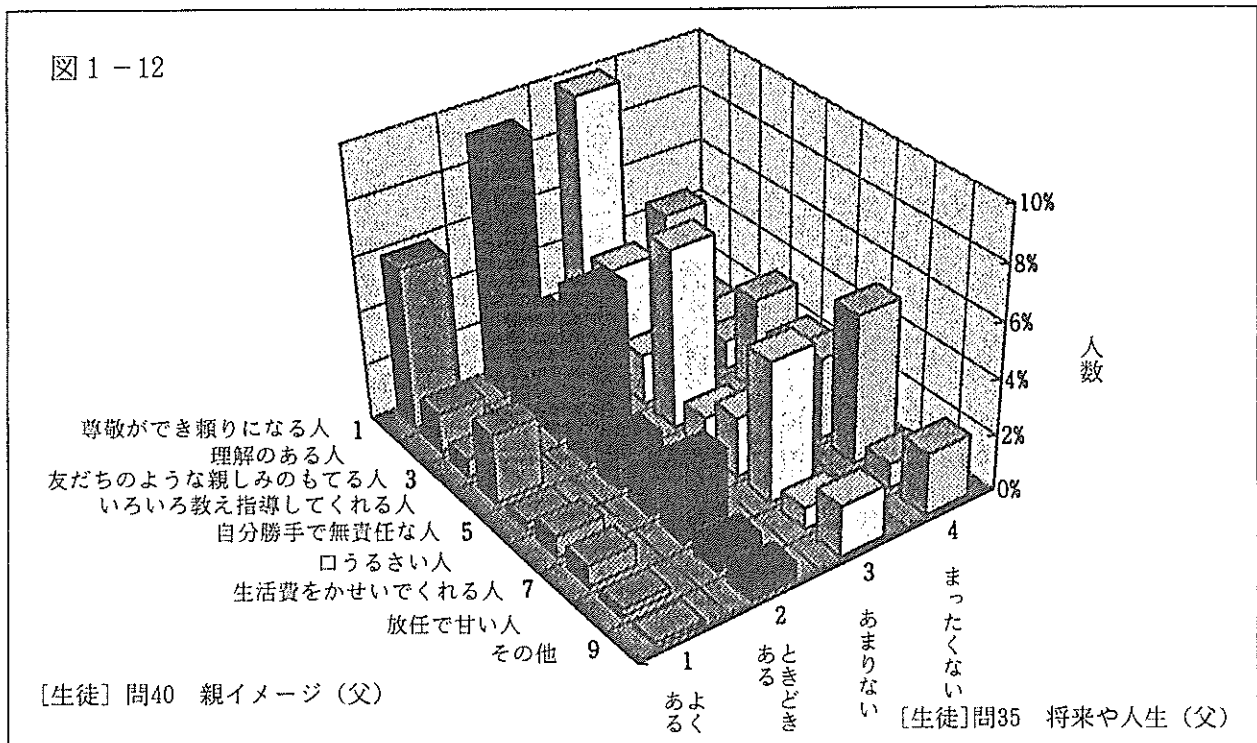 図1-12
10%
8%
6%
4%
2%
0%
人数
尊敬ができ頼りになる人 1
理解のある人
友だちのような親しみのもてる人 3
いろいろ教え指導してくれる人
自分勝手で無責任な人 5
口うるさい人
生活費をかせいでくれる人 7
放任で甘い人
その他 9
1 よくある
2 ときどきある
3 あまりない
4 まったくない
[生徒] 問40 親イメージ(父)
[生徒]問35 将来や人生(父)